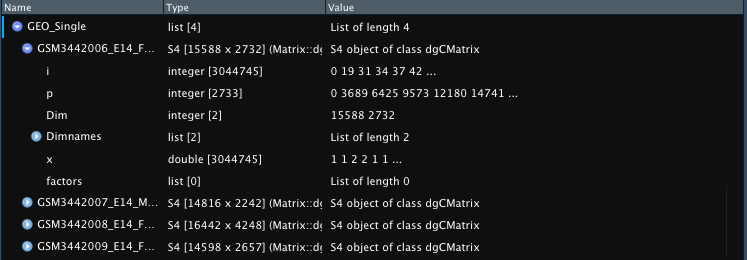 Name Type Value
GEO_Single list [4] List of length 4
GSM3442006_E14_F... S4 [15588 x 2732] (Matrix::dg S4 object of class dgCMatrix
i integer [3044745] 0 19 31 34 37 42 ...
p integer [2733] 0 3689 6425 9573 12180 14741 ...
Dim integer [2] 15588 2732
Dimnames list [2] List of length 2
x double [3044745] 1 1 2 2 1 1 ...
factors list [0] List of length 0
GSM3442007_E14_M... S4 [14816 x 2242] (Matrix::dg S4 object of class dgCMatrix
GSM3442008_E14_F... S4 [16442 x 4248] (Matrix::dg S4 object of class dgCMatrix
GSM3442009_E14_F... S4 [14598 x 2657] (Matrix::dg S4 object of class dgCMatrix